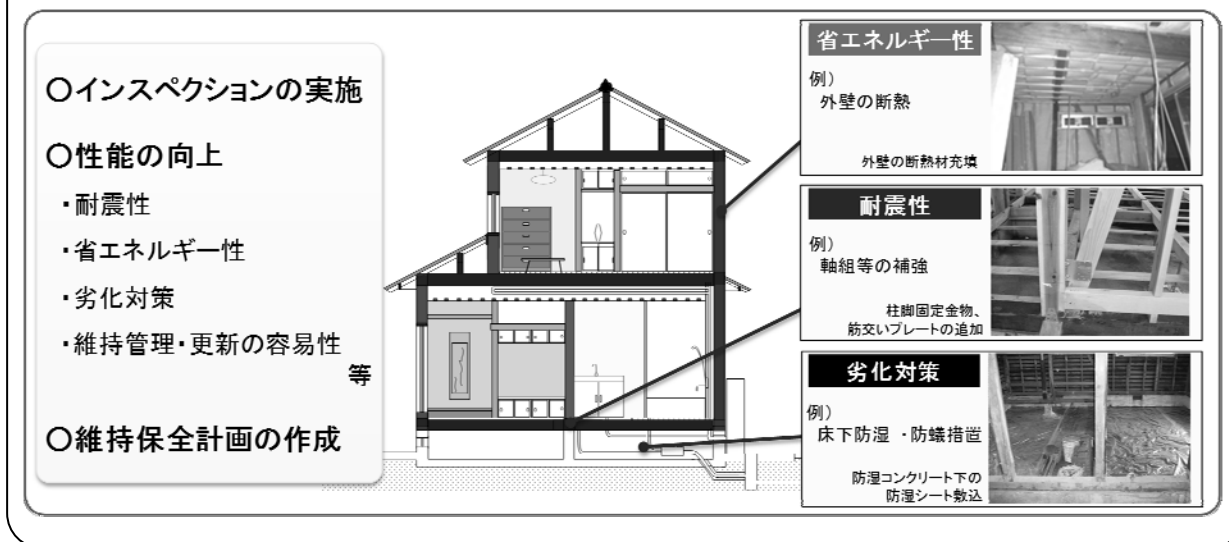 ○インスペクションの実施
○性能の向上
・耐震性
・省エネルギー性
・劣化対策
・維持管理・更新の容易性
等
○維持保全計画の作成
省エネルギー性
例)
外壁の断熱
外壁の断熱材充填
耐震性
例)
軸組等の補強
柱脚固定金物、
筋交いプレートの追加
劣化対策
例)
床下防湿 ・防蟻措置
防湿コンクリート下の
防湿シート敷込